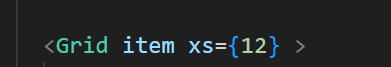 <Grid item xs={12} >